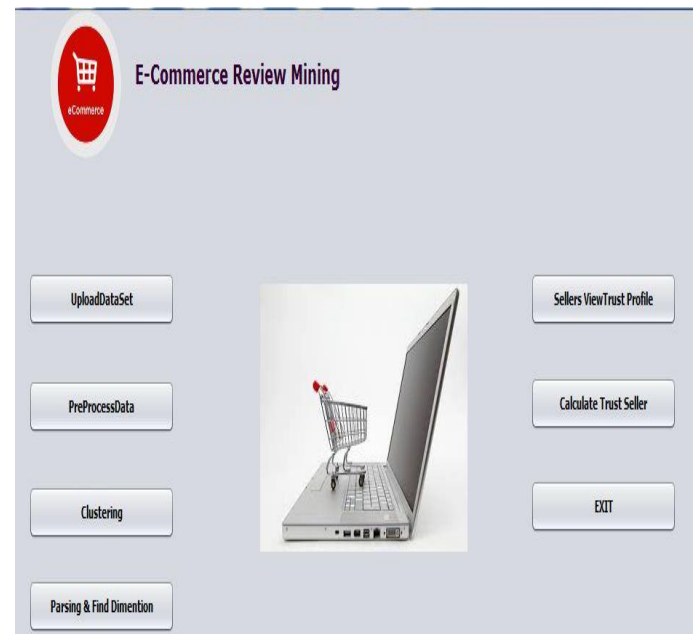 eCommerce
E-Commerce Review Mining
UploadDataSet
Sellers ViewTrust Profile
PreProcessData
Calculate Trust Seller
Clustering
EXIT
Parsing & Find Dimention